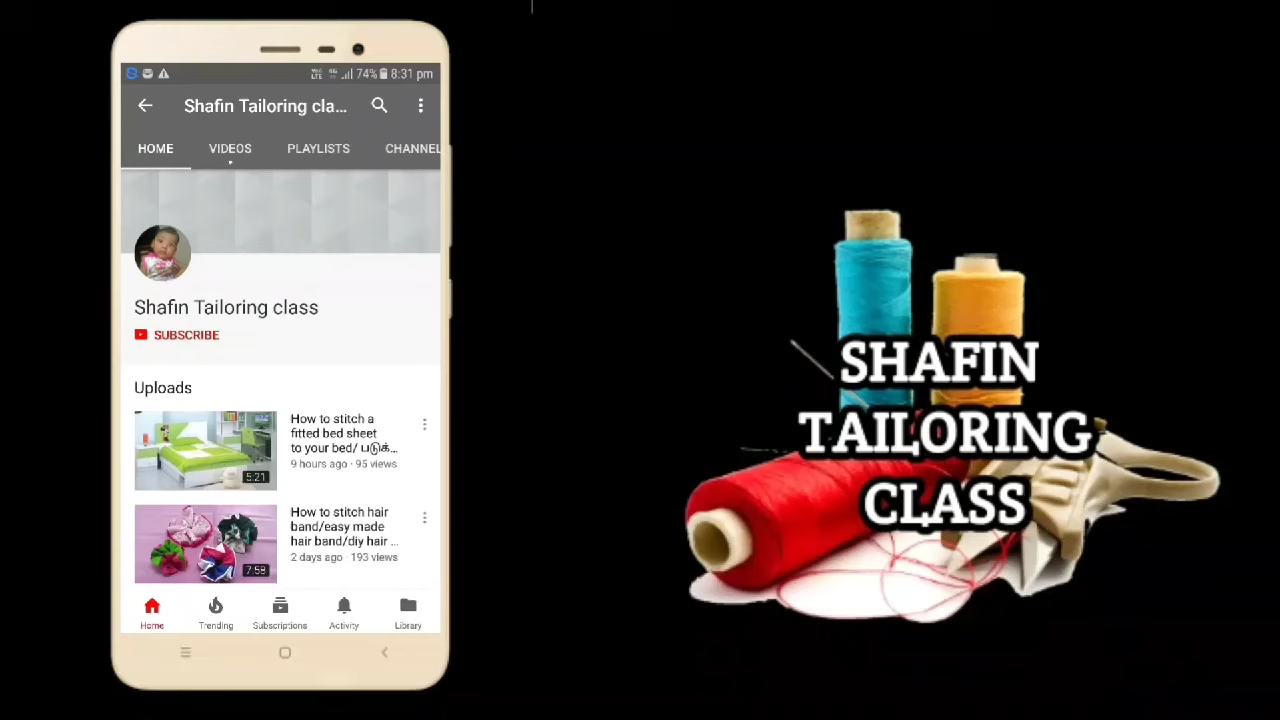 VoO LTE 4G 74% 8:31 pm
Shafin Tailoring cla...
HOME VIDEOS PLAYLISTS CHANNEL
Shafin Tailoring class
SUBSCRIBE
Uploads
How to stitch a
fitted bed sheet
to your bed/ படுக்...
9 hours ago · 95 views
5:21
How to stitch hair
band/easy made
hair band/diy hair ...
2 days ago · 193 views
7:58
Home Trending Subscriptions Activity Library
SHAFIN
TAILORING
CLASS